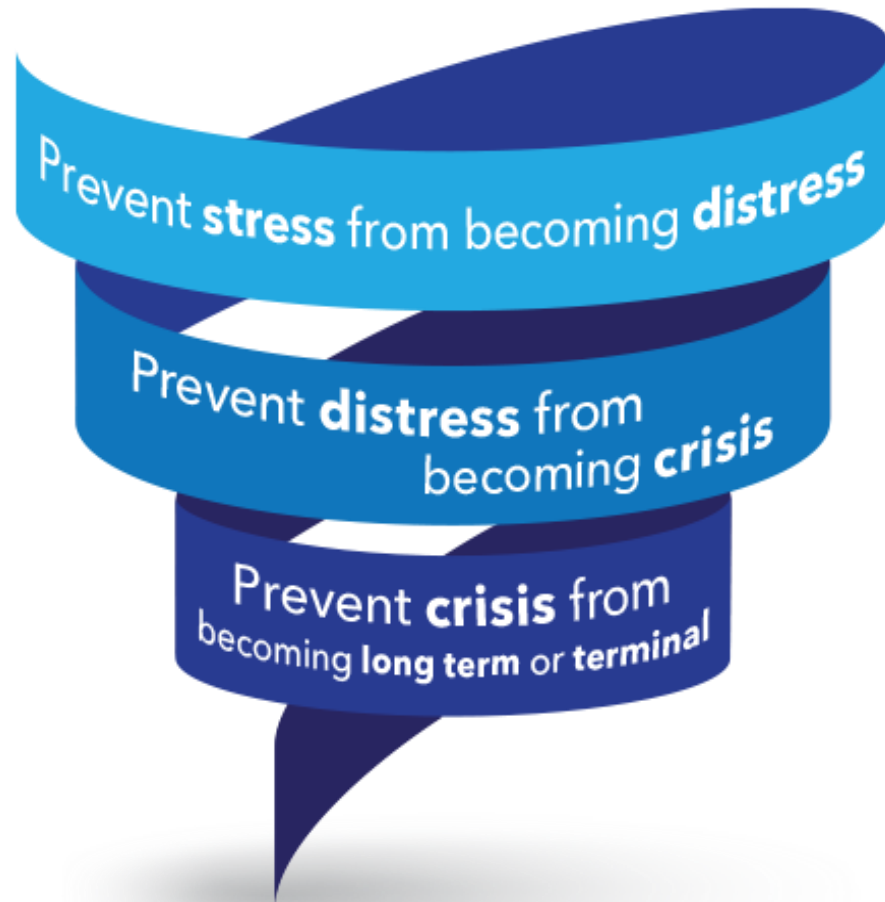 Prevent stress from becoming distress
Prevent distress from
becoming crisis
Prevent crisis from
becoming long term or terminal